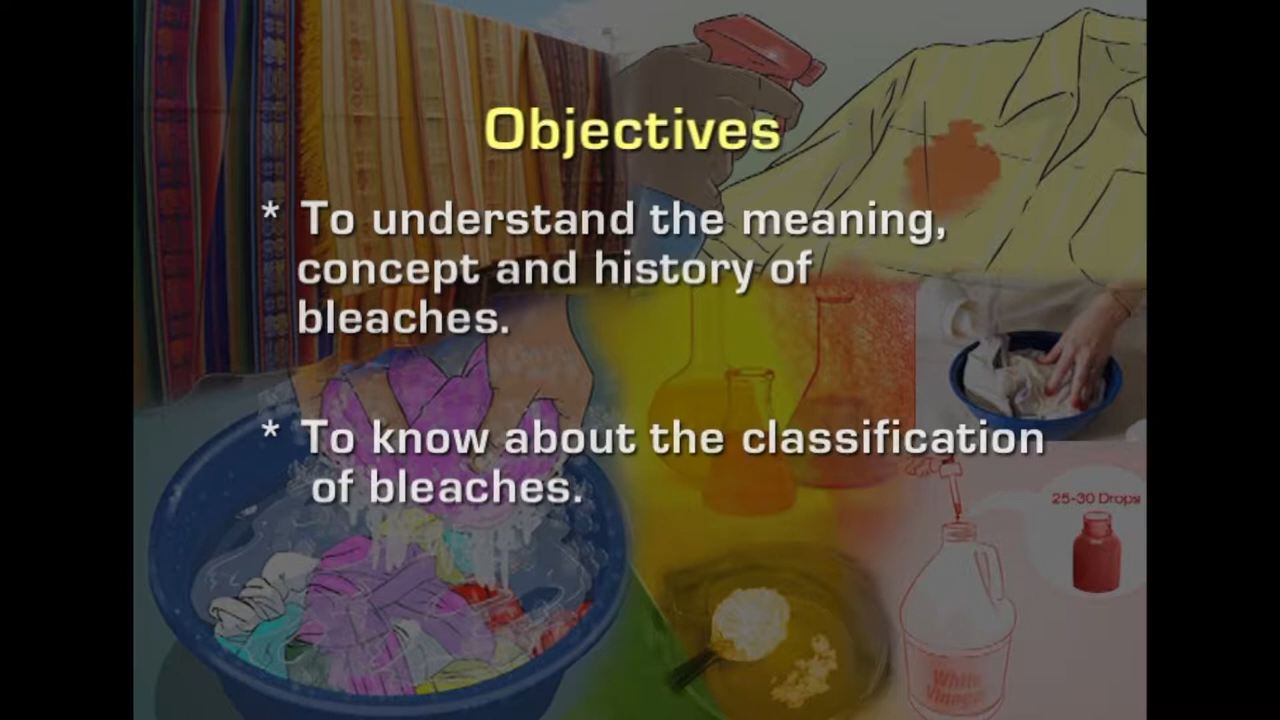 Objectives
* To understand the meaning,
concept and history of
bleaches.
* To know about the classification
of bleaches.
25-30 Drops
White
Vinegar